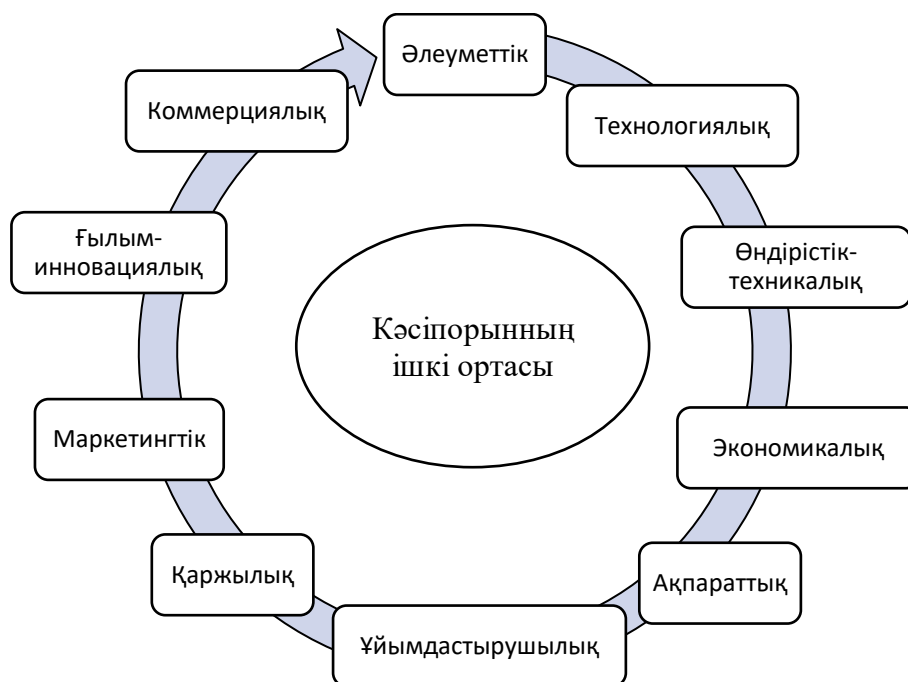 Әлеуметтік
Технологиялық
Өндірістік-
техникалық
Экономикалық
Ақпараттық
Ұйымдастырушылық
Қаржылық
Маркетингтік
Ғылым-
инновациялық
Коммерциялық
Кәсіпорынның
ішкі ортасы